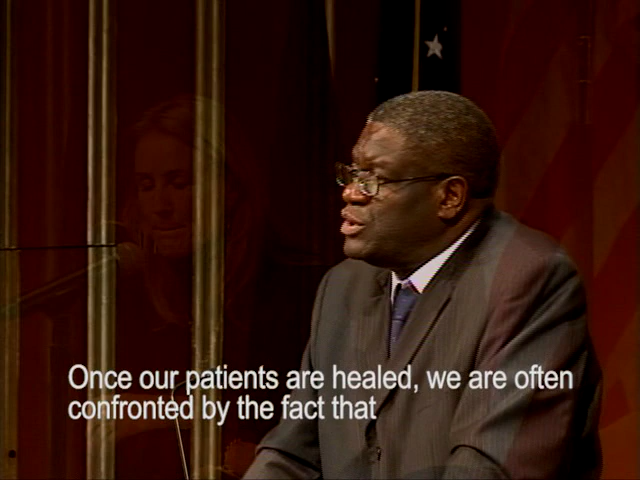 Once our patients are healed, we are often
confronted by the fact that